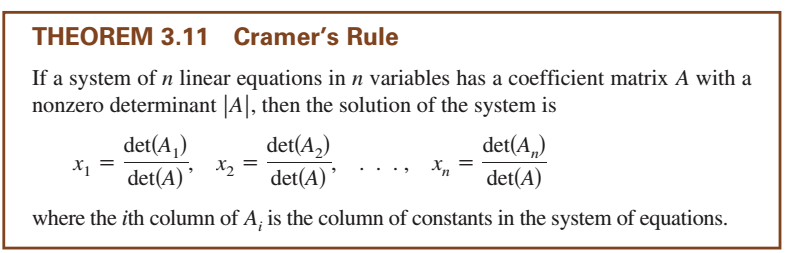 THEOREM 3.11 Cramer's Rule
If a system of n linear equations in n variables has a coefficient matrix A with a
nonzero determinant |A|, then the solution of the system is
x₁ = det(A₁)/det(A), x₂ = det(A₂)/det(A), . . . , xₙ = det(Aₙ)/det(A)
where the ith column of Aᵢ is the column of constants in the system of equations.